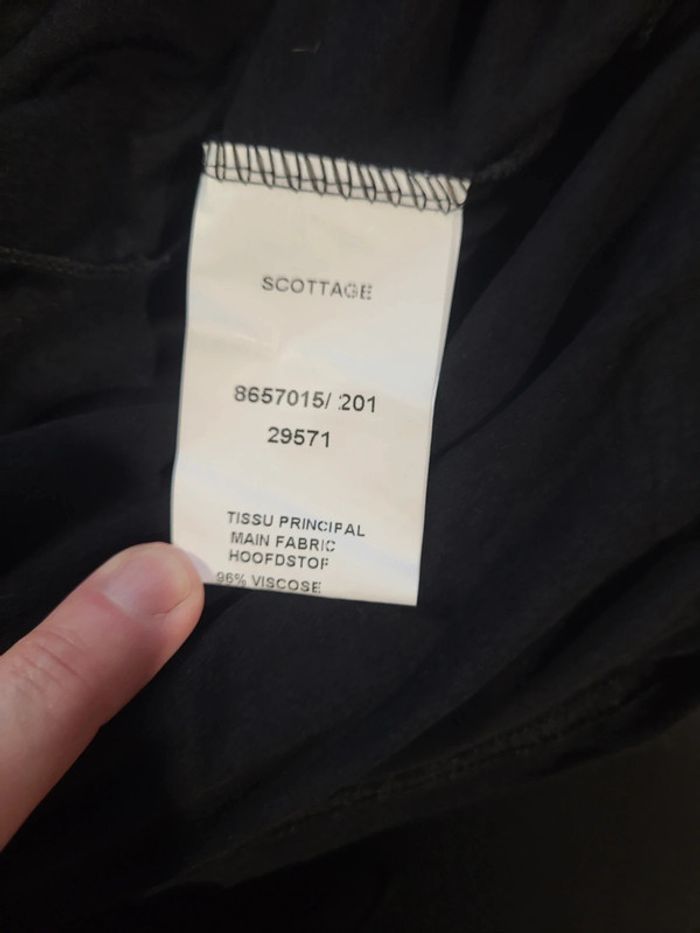 SCOTTAGE
8657015/ 201
29571
TISSU PRINCIPAL
MAIN FABRIC
HOOFDSTOF
96% VISCOSE